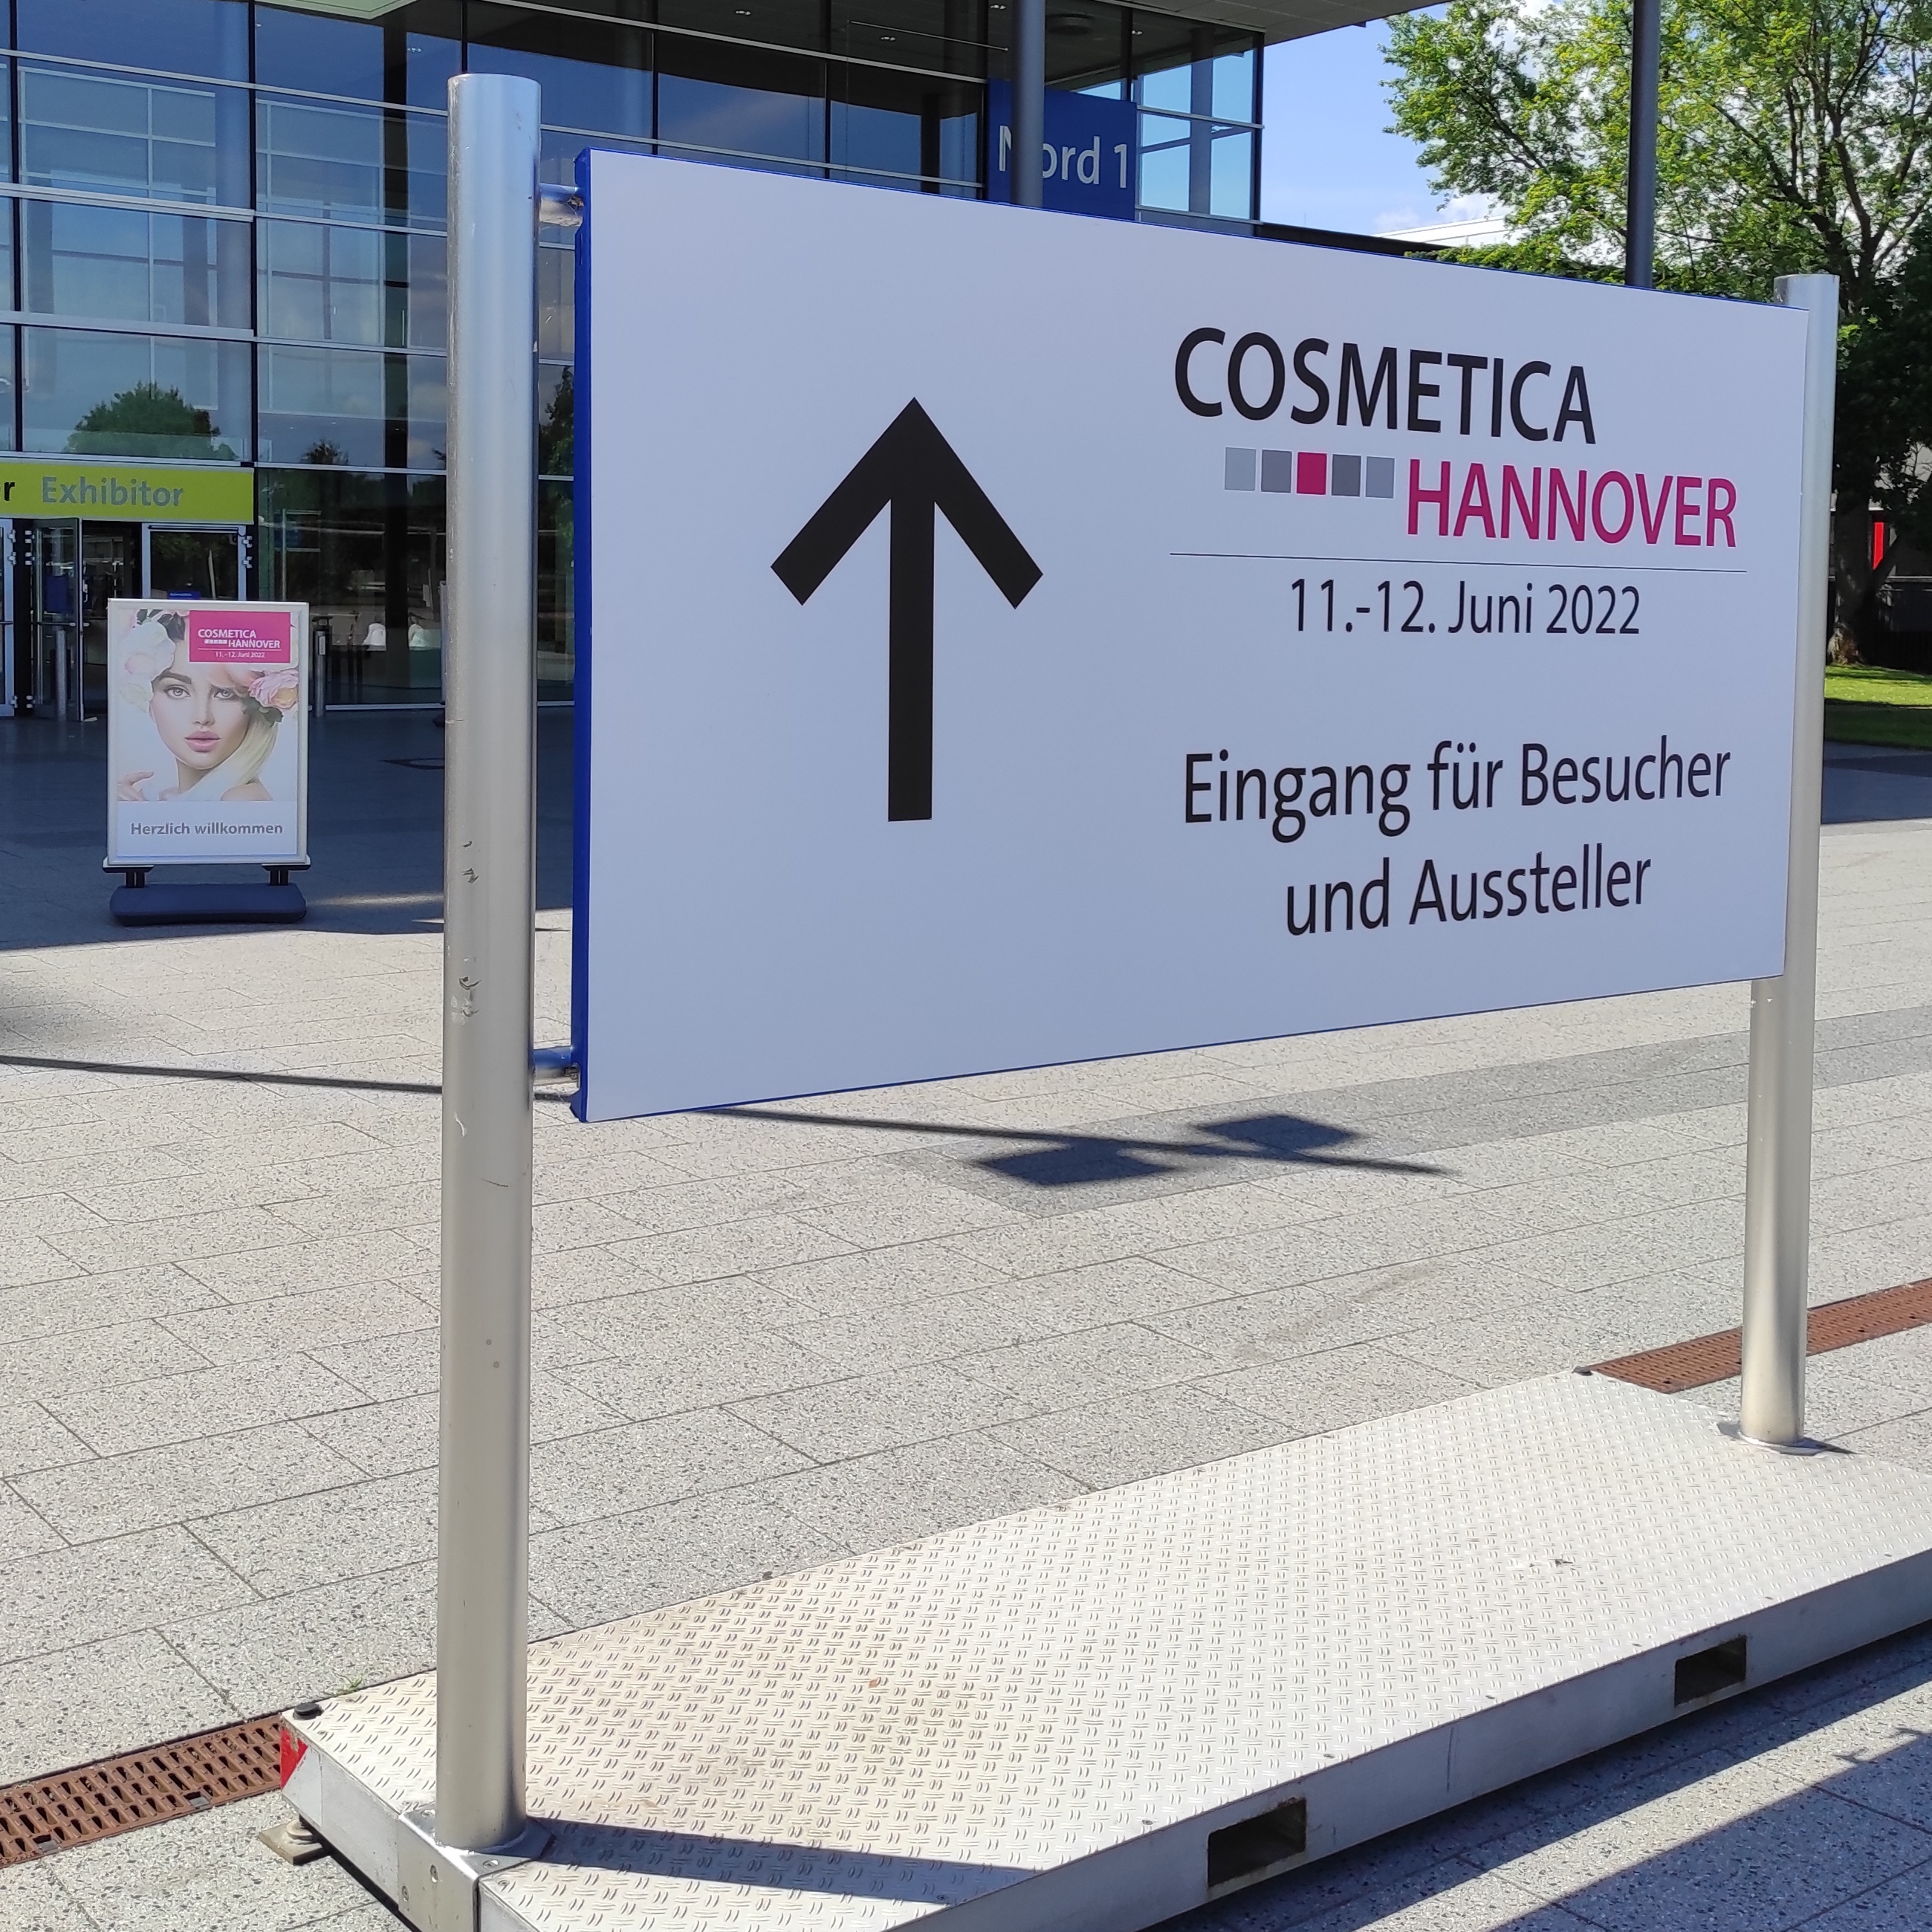 Nord 1
COSMETICA
HANNOVER
11.-12. Juni 2022
Eingang für Besucher
und Aussteller
Exhibitor
COSMETICA
HANNOVER
11.-12. Juni 2022
Herzlich willkommen